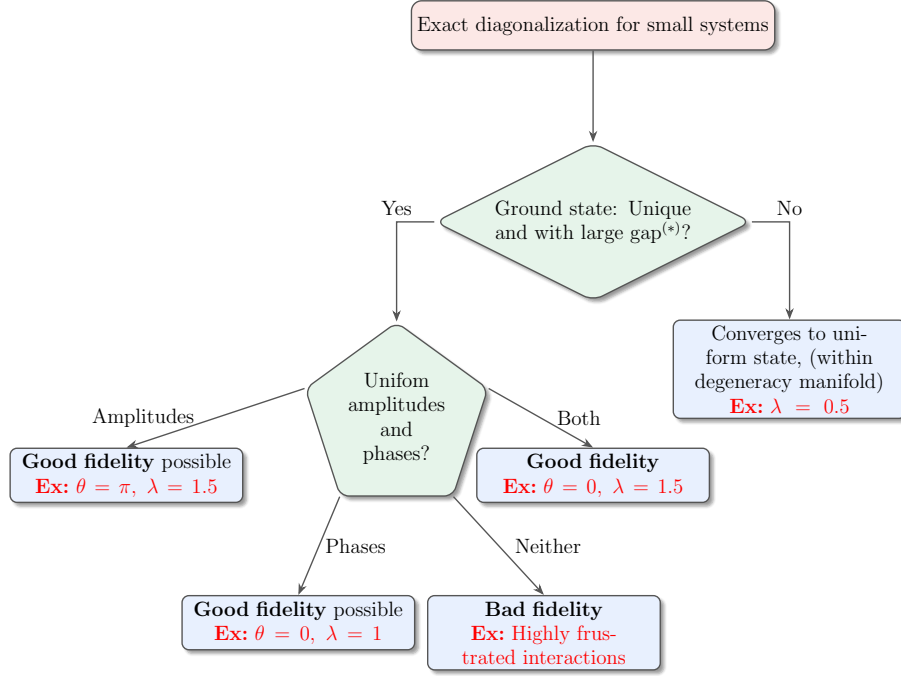 Exact diagonalization for small systems
Ground state: Unique
and with large gap(*)?
Yes
No
Converges to uni-
form state, (within
degeneracy manifold)
Ex: λ = 0.5
Unifom
amplitudes
and
phases?
Amplitudes
Both
Good fidelity possible
Ex: θ = π, λ = 1.5
Good fidelity
Ex: θ = 0, λ = 1.5
Phases
Neither
Good fidelity possible
Ex: θ = 0, λ = 1
Bad fidelity
Ex: Highly frus-
trated interactions